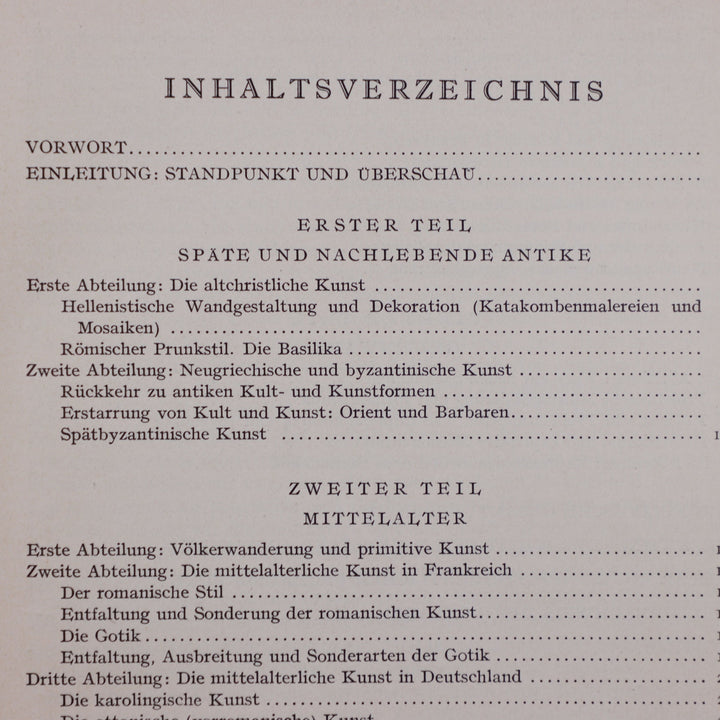 INHALTSVERZEICHNIS
VORWORT
EINLEITUNG: STANDPUNKT UND ÜBERSCHAU
ERSTER TEIL
SPÄTE UND NACHLEBENDE ANTIKE
Erste Abteilung: Die altchristliche Kunst
Hellenistische Wandgestaltung und Dekoration (Katakombenmalereien und
Mosaiken)
Römischer Prunkstil. Die Basilika
Zweite Abteilung: Neugriechische und byzantinische Kunst
Rückkehr zu antiken Kult- und Kunstformen
Erstarrung von Kult und Kunst: Orient und Barbaren
Spätbyzantinische Kunst
ZWEITER TEIL
MITTELALTER
Erste Abteilung: Völkerwanderung und primitive Kunst
Zweite Abteilung: Die mittelalterliche Kunst in Frankreich
Der romanische Stil
Entfaltung und Sonderung der romanischen Kunst
Die Gotik
Entfaltung, Ausbreitung und Sonderarten der Gotik
Dritte Abteilung: Die mittelalterliche Kunst in Deutschland
Die karolingische Kunst
Die ottonische (vorromanische) Kunst